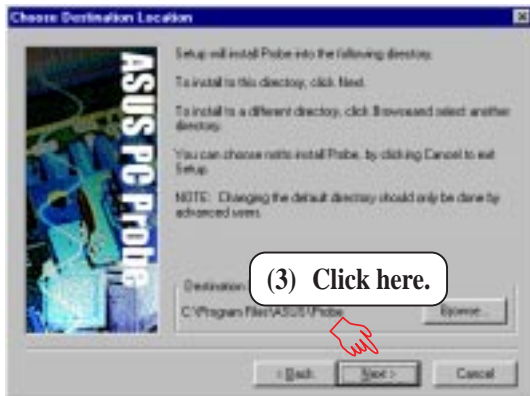 Choose Destination Location
ASUS PC Probe
Setup will install Probe into the following directory.
To install to this directory, click Next.
To install to a different directory, click Browse and select another
directory.
You can choose not to install Probe, by clicking Cancel to exit
Setup.
NOTE: Changing the default directory should only be done by
advanced users.
Destination
(3) Click here.
C:\Program Files\ASUS\Probe
Browse...
< Back
Next >
Cancel